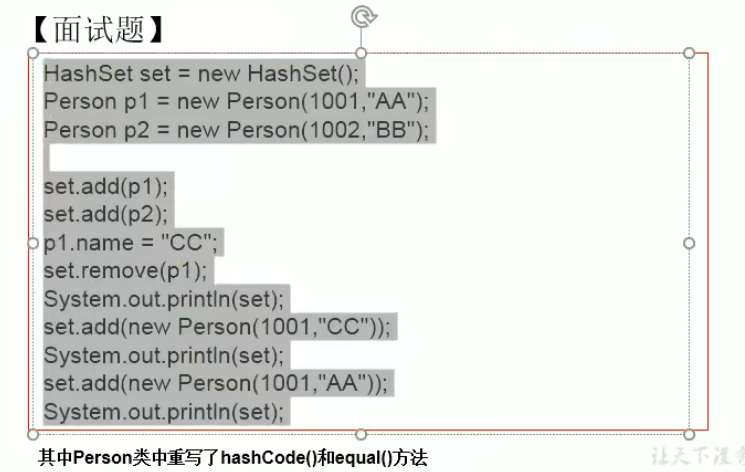 【面试题】
HashSet set = new HashSet();
Person p1 = new Person(1001,"AA");
Person p2 = new Person(1002,"BB");
set.add(p1);
set.add(p2);
p1.name = "CC";
set.remove(p1);
System.out.println(set);
set.add(new Person(1001,"CC"));
System.out.println(set);
set.add(new Person(1001,"AA"));
System.out.println(set);
其中Person类中重写了hashCode()和equal()方法
让天下没